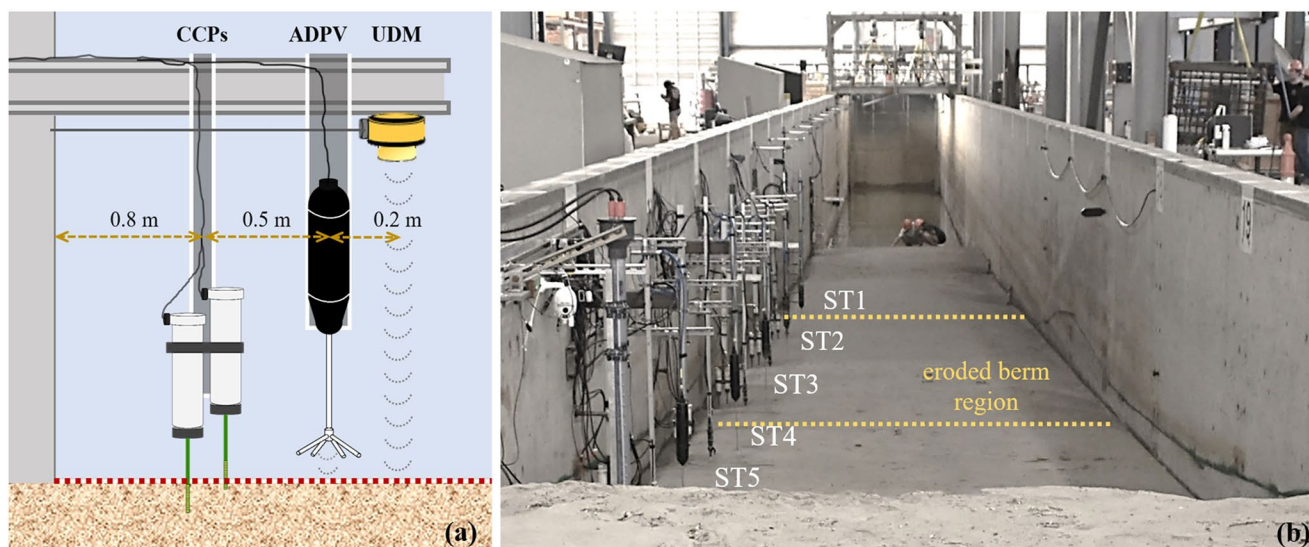 CCPs ADPV UDM
0.8 m 0.5 m 0.2 m
(a)
19
ST1
ST2
ST3
eroded berm
region
ST4
ST5
(b)